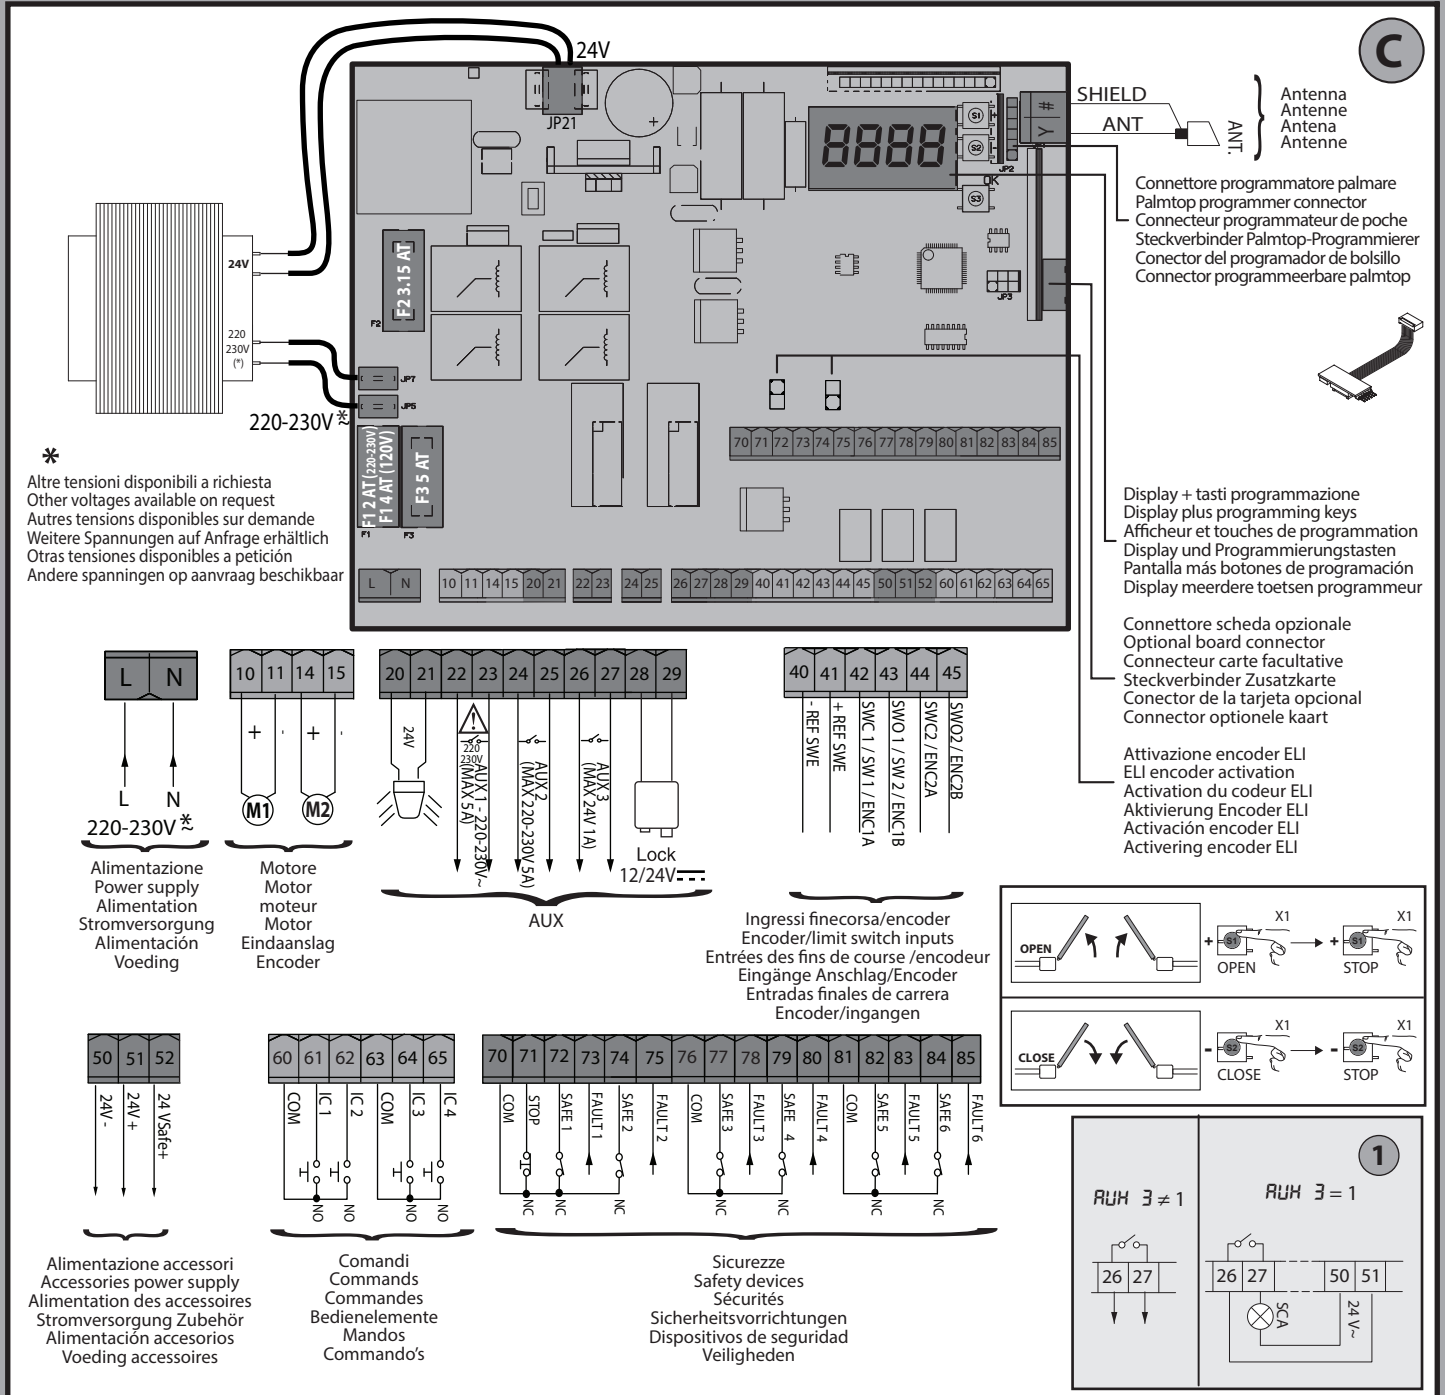 C
24V
JP21
SHIELD
ANT
ANT.
Antenna
Antenne
Antena
Antenne
S1
+
S2
-
JP2
OK
S3
8888
Y #
Connettore programmatore palmare
Palmtop programmer connector
Connecteur programmateur de poche
Steckverbinder Palmtop-Programmierer
Conector del programador de bolsillo
Connector programmeerbare palmtop
24V
220
230V
(*)
F2 3.15 AT
F2
JP3
JP7
JP5
220-230V ~*
F1 2 AT (220-230V)
F1 4 AT (120V)
F3 5 AT
F1
F3
*
Altre tensioni disponibili a richiesta
Other voltages available on request
Autres tensions disponibles sur demande
Weitere Spannungen auf Anfrage erhältlich
Otras tensiones disponibles a petición
Andere spanningen op aanvraag beschikbaar
70 71 72 73 74 75 76 77 78 79 80 81 82 83 84 85
L N
10 11 14 15 20 21 22 23 24 25 26 27 28 29 40 41 42 43 44 45 50 51 52 60 61 62 63 64 65
Display + tasti programmazione
Display plus programming keys
Afficheur et touches de programmation
Display und Programmierungstasten
Pantalla más botones de programación
Display meerdere toetsen programmeur
Connettore scheda opzionale
Optional board connector
Connecteur carte facultative
Steckverbinder Zusatzkarte
Conector de la tarjeta opcional
Connector optionele kaart
Attivazione encoder ELI
ELI encoder activation
Activation du codeur ELI
Aktivierung Encoder ELI
Activación encoder ELI
Activering encoder ELI
L N
L N
220-230V ~*
Alimentazione
Power supply
Alimentation
Stromversorgung
Alimentación
Voeding
10 11 14 15
+ - + -
M1 M2
Motore
Motor
moteur
Motor
Eindaanslag
Encoder
20 21 22 23 24 25 26 27 28 29
24V
220
230V
AUX 1 - 220-230V~
(MAX 5A)
AUX 2
(MAX 220-230V 5A)
AUX 3
(MAX 24V 1A)
Lock
12/24V
AUX
40 41 42 43 44 45
- REF SWE
+ REF SWE
SWC 1 / SW 1 / ENC1A
SWO 1 / SW 2 / ENC1B
SWC2 / ENC2A
SWO2 / ENC2B
Ingressi finecorsa/encoder
Encoder/limit switch inputs
Entrées des fins de course /encodeur
Eingänge Anschlag/Encoder
Entradas finales de carrera
Encoder/ingangen
OPEN
+ S1
X1
OPEN
+ S1
X1
STOP
CLOSE
- S2
X1
CLOSE
- S2
X1
STOP
50 51 52
24V -
24V +
24 VSafe+
Alimentazione accessori
Accessories power supply
Alimentation des accessoires
Stromversorgung Zubehör
Alimentación accesorios
Voeding accessoires
60 61 62 63 64 65
COM
IC 1
IC 2
COM
IC 3
IC 4
NO
NO
NO
NO
Comandi
Commands
Commandes
Bedienelemente
Mandos
Commando's
70 71 72 73 74 75 76 77 78 79 80 81 82 83 84 85
COM
STOP
SAFE 1
FAULT 1
SAFE 2
FAULT 2
COM
SAFE 3
FAULT 3
SAFE 4
FAULT 4
COM
SAFE 5
FAULT 5
SAFE 6
FAULT 6
NC
NC
NC
NC
NC
NC
NC
Sicurezze
Safety devices
Sécurités
Sicherheitsvorrichtungen
Dispositivos de seguridad
Veiligheden
1
AUX 3 ≠ 1
26 27
AUX 3 = 1
26 27 50 51
SCA
24 V~